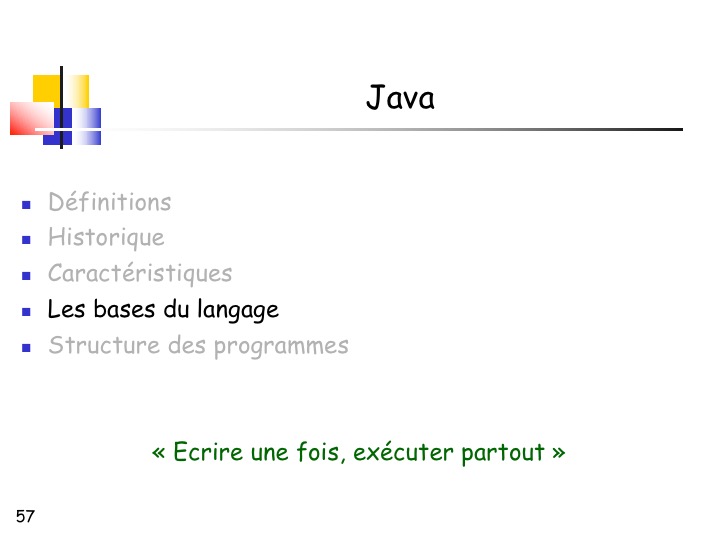 Java
Définitions
Historique
Caractéristiques
Les bases du langage
Structure des programmes
« Ecrire une fois, exécuter partout »
57